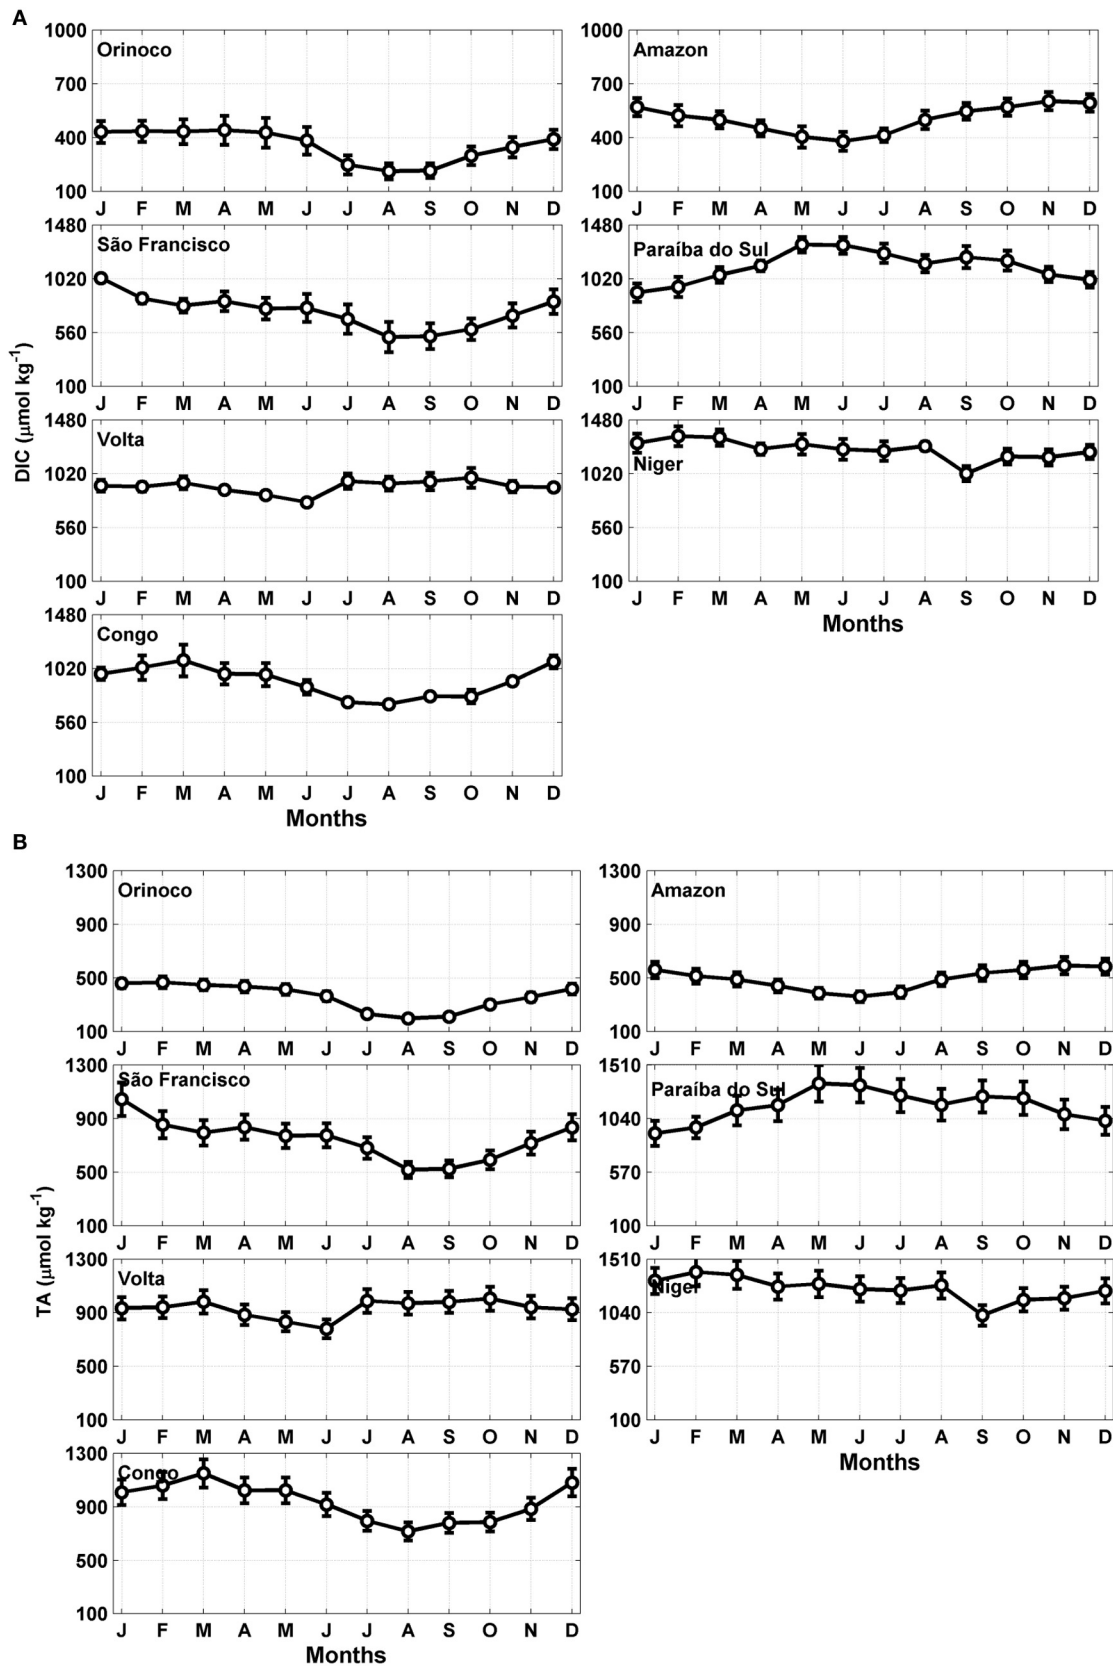 A
DIC (μmol kg⁻¹)
Orinoco
1000
700
400
100
J F M A M J J A S O N D
Amazon
1000
700
400
100
J F M A M J J A S O N D
São Francisco
1480
1020
560
100
J F M A M J J A S O N D
Paraíba do Sul
1480
1020
560
100
J F M A M J J A S O N D
Volta
1480
1020
560
100
J F M A M J J A S O N D
Niger
1480
1020
560
100
J F M A M J J A S O N D
Months
Congo
1480
1020
560
100
J F M A M J J A S O N D
Months
B
TA (μmol kg⁻¹)
Orinoco
1300
900
500
100
J F M A M J J A S O N D
Amazon
1300
900
500
100
J F M A M J J A S O N D
São Francisco
1300
900
500
100
J F M A M J J A S O N D
Paraíba do Sul
1510
1040
570
100
J F M A M J J A S O N D
Volta
1300
900
500
100
J F M A M J J A S O N D
Niger
1510
1040
570
100
J F M A M J J A S O N D
Months
Congo
1300
900
500
100
J F M A M J J A S O N D
Months